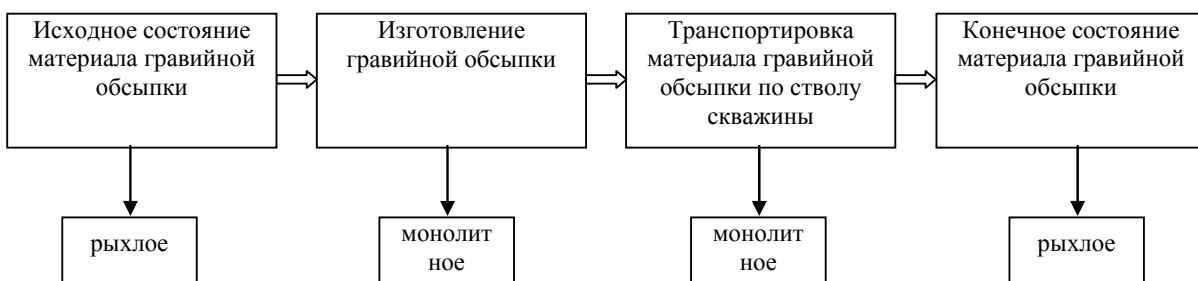 Исходное состояние
материала гравийной
обсыпки
Изготовление
гравийной обсыпки
Транспортировка
материала гравийной
обсыпки по стволу
скважины
Конечное состояние
материала гравийной
обсыпки
рыхлое
монолит
ное
монолит
ное
рыхлое